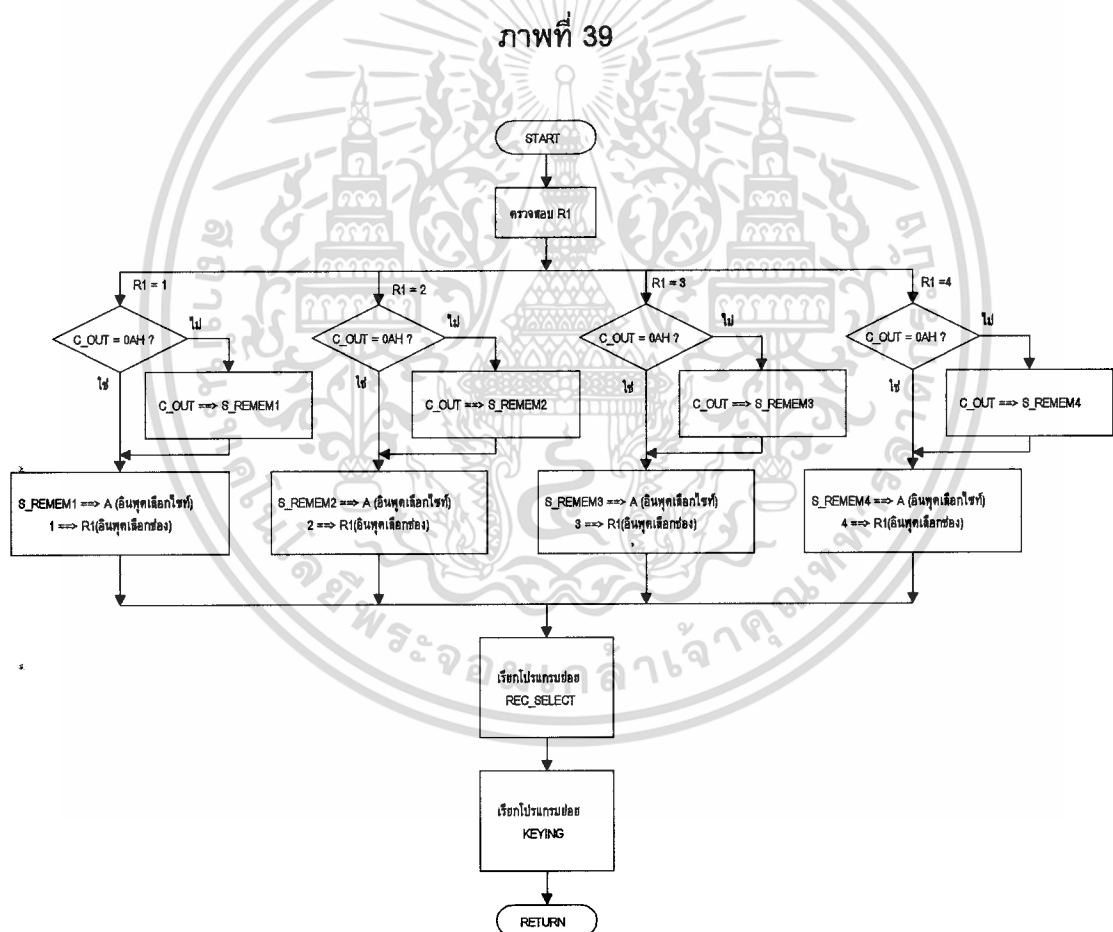 ภาพที่ 39
START
ตรวจสอบ R1
R1 = 1
R1 = 2
R1 = 3
R1 =4
C_OUT = 0AH ?
ไม่
ใช่
C_OUT = 0AH ?
ไม่
ใช่
C_OUT = 0AH ?
ไม่
ใช่
C_OUT = 0AH ?
ไม่
ใช่
C_OUT ==> S_REMEM1
C_OUT ==> S_REMEM2
C_OUT ==> S_REMEM3
C_OUT ==> S_REMEM4
S_REMEM1 ==> A (อินพุตเลือกไซท์)
1 ==> R1(อินพุตเลือกช่อง)
S_REMEM2 ==> A (อินพุตเลือกไซท์)
2 ==> R1(อินพุตเลือกช่อง)
S_REMEM3 ==> A (อินพุตเลือกไซท์)
3 ==> R1(อินพุตเลือกช่อง)
S_REMEM4 ==> A (อินพุตเลือกไซท์)
4 ==> R1(อินพุตเลือกช่อง)
เรียกโปรแกรมย่อย
REC_SELECT
เรียกโปรแกรมย่อย
KEYING
RETURN